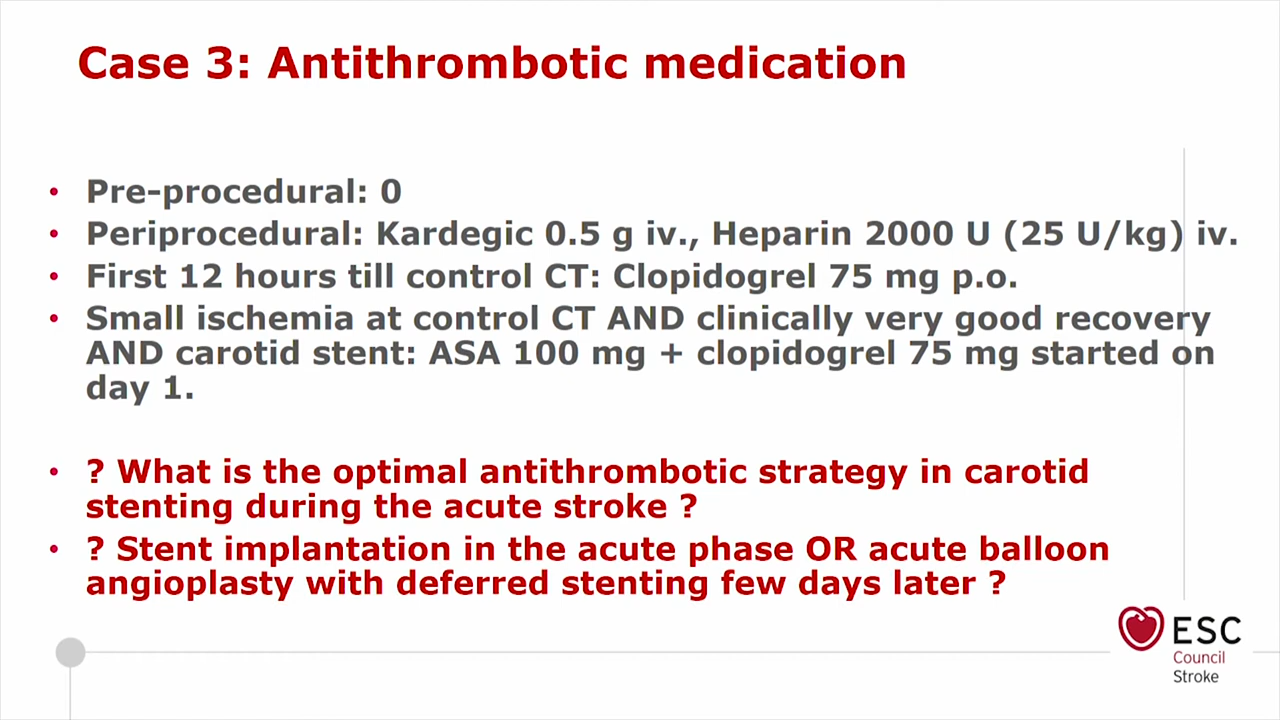 Case 3: Antithrombotic medication
• Pre-procedural: 0
• Periprocedural: Kardegic 0.5 g iv., Heparin 2000 U (25 U/kg) iv.
• First 12 hours till control CT: Clopidogrel 75 mg p.o.
• Small ischemia at control CT AND clinically very good recovery
AND carotid stent: ASA 100 mg + clopidogrel 75 mg started on
day 1.
• ? What is the optimal antithrombotic strategy in carotid
stenting during the acute stroke ?
• ? Stent implantation in the acute phase OR acute balloon
angioplasty with deferred stenting few days later ?
ESC
Council
Stroke